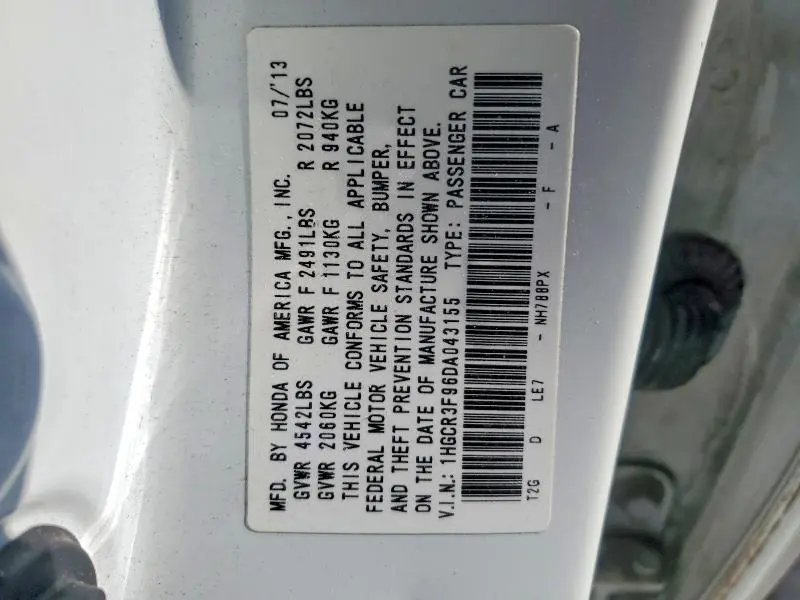 MFD. BY HONDA OF AMERICA MFG., INC. 07/'13
GVWR 4542LBS GAWR F 2491LBS R 2072LBS
GVWR 2060KG GAWR F 1130KG R 940KG
THIS VEHICLE CONFORMS TO ALL APPLICABLE
FEDERAL MOTOR VEHICLE SAFETY, BUMPER,
AND THEFT PREVENTION STANDARDS IN EFFECT
ON THE DATE OF MANUFACTURE SHOWN ABOVE.
V.I.N.: 1HGCR3F96DA043155 TYPE: PASSENGER CAR
T2G D LE7 - NH788PX - F - A